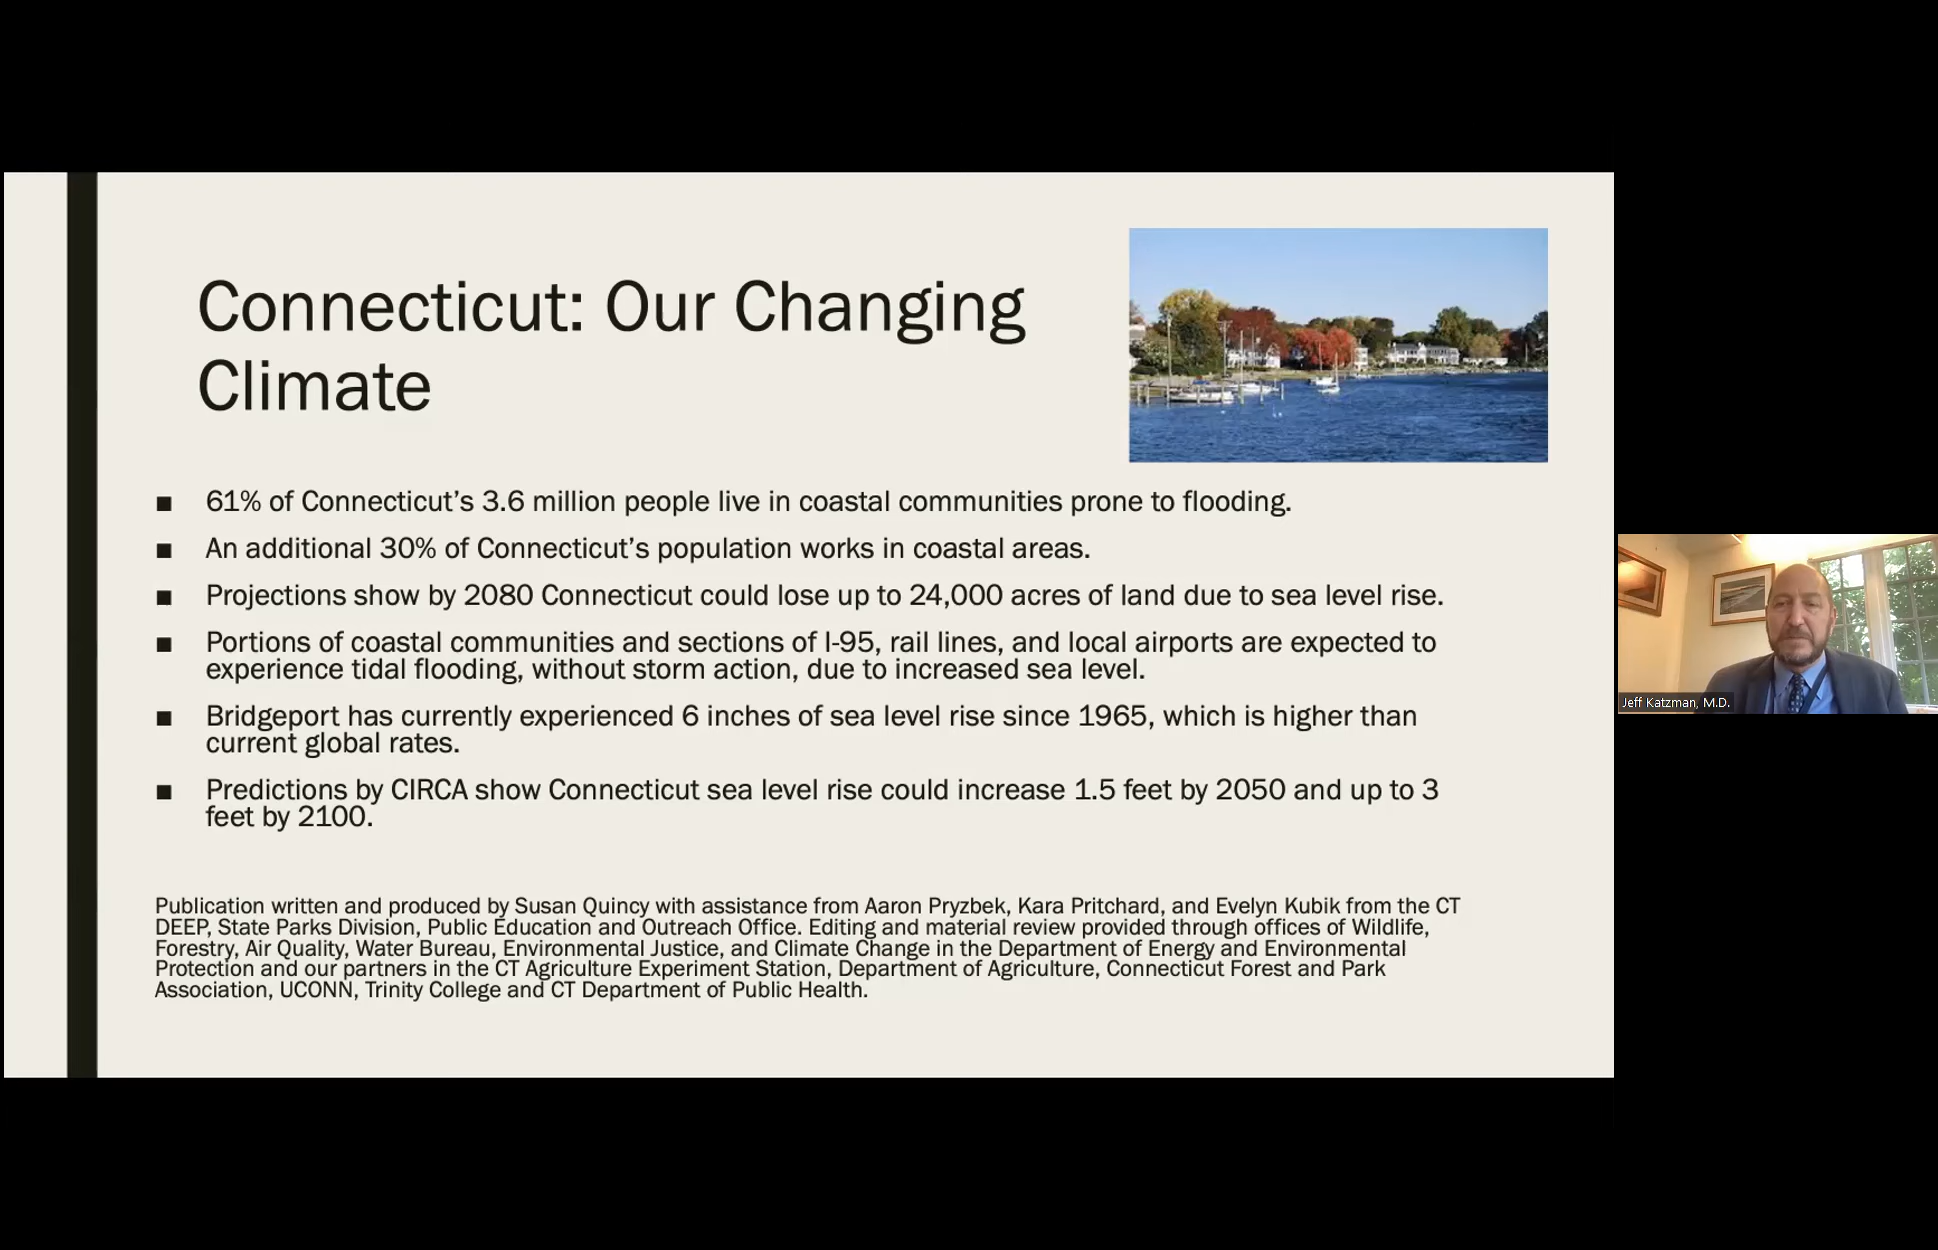 Connecticut: Our Changing
Climate
■ 61% of Connecticut’s 3.6 million people live in coastal communities prone to flooding.
■ An additional 30% of Connecticut’s population works in coastal areas.
■ Projections show by 2080 Connecticut could lose up to 24,000 acres of land due to sea level rise.
■ Portions of coastal communities and sections of I-95, rail lines, and local airports are expected to
experience tidal flooding, without storm action, due to increased sea level.
■ Bridgeport has currently experienced 6 inches of sea level rise since 1965, which is higher than
current global rates.
■ Predictions by CIRCA show Connecticut sea level rise could increase 1.5 feet by 2050 and up to 3
feet by 2100.
Publication written and produced by Susan Quincy with assistance from Aaron Pryzbek, Kara Pritchard, and Evelyn Kubik from the CT
DEEP, State Parks Division, Public Education and Outreach Office. Editing and material review provided through offices of Wildlife,
Forestry, Air Quality, Water Bureau, Environmental Justice, and Climate Change in the Department of Energy and Environmental
Protection and our partners in the CT Agriculture Experiment Station, Department of Agriculture, Connecticut Forest and Park
Association, UCONN, Trinity College and CT Department of Public Health.
Jeff Katzman, M.D.